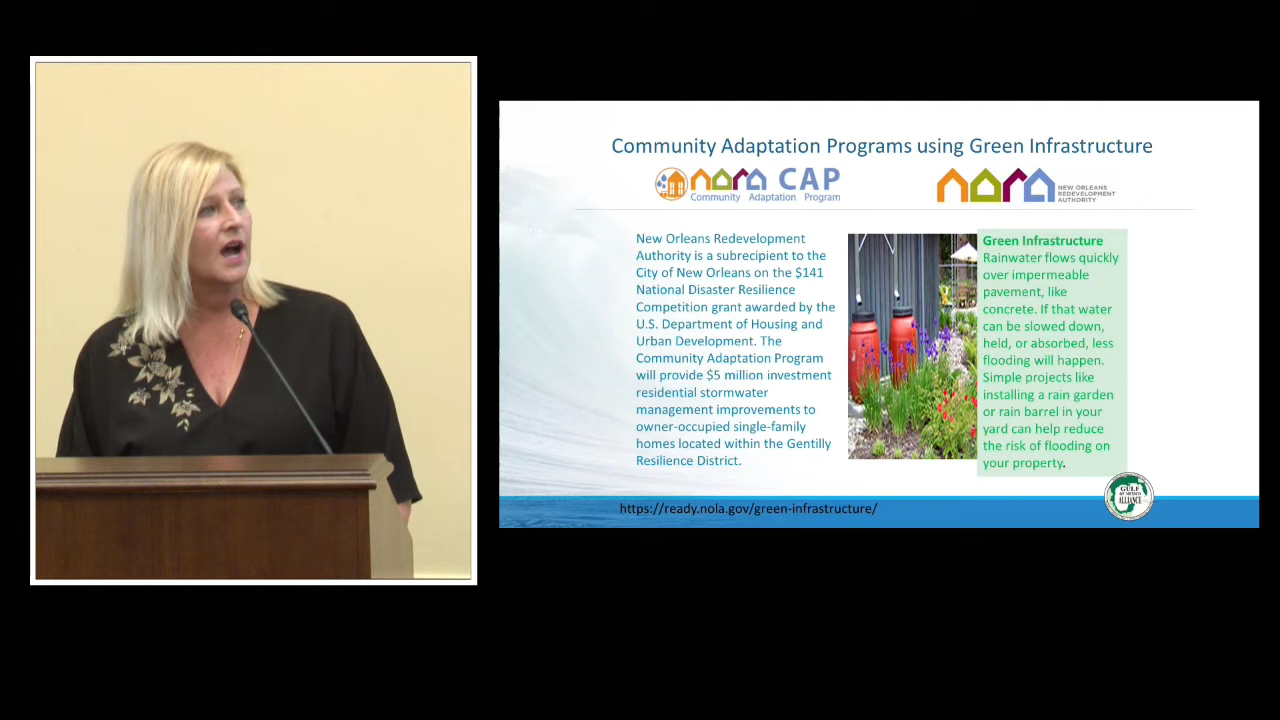 Community Adaptation Programs using Green Infrastructure
nora CAP
Community Adaptation Program
nora
NEW ORLEANS
REDEVELOPMENT
AUTHORITY
New Orleans Redevelopment
Authority is a subrecipient to the
City of New Orleans on the $141
National Disaster Resilience
Competition grant awarded by the
U.S. Department of Housing and
Urban Development. The
Community Adaptation Program
will provide $5 million investment
residential stormwater
management improvements to
owner-occupied single-family
homes located within the Gentilly
Resilience District.
Green Infrastructure
Rainwater flows quickly
over impermeable
pavement, like
concrete. If that water
can be slowed down,
held, or absorbed, less
flooding will happen.
Simple projects like
installing a rain garden
or rain barrel in your
yard can help reduce
the risk of flooding on
your property.
https://ready.nola.gov/green-infrastructure/
GULF
OF MEXICO
ALLIANCE